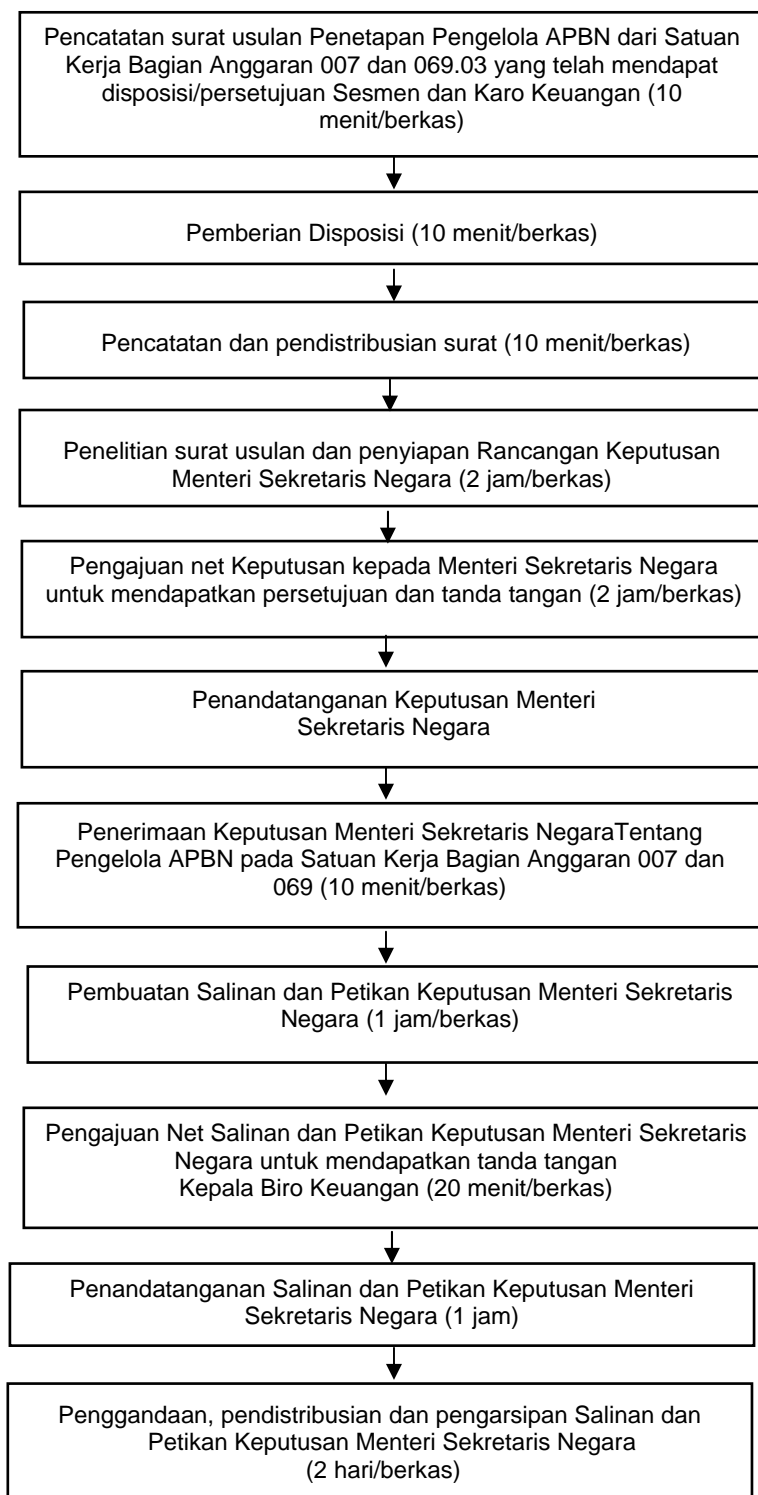 Pencatatan surat usulan Penetapan Pengelola APBN dari Satuan
Kerja Bagian Anggaran 007 dan 069.03 yang telah mendapat
disposisi/persetujuan Sesmen dan Karo Keuangan (10
menit/berkas)
Pemberian Disposisi (10 menit/berkas)
Pencatatan dan pendistribusian surat (10 menit/berkas)
Penelitian surat usulan dan penyiapan Rancangan Keputusan
Menteri Sekretaris Negara (2 jam/berkas)
Pengajuan net Keputusan kepada Menteri Sekretaris Negara
untuk mendapatkan persetujuan dan tanda tangan (2 jam/berkas)
Penandatanganan Keputusan Menteri
Sekretaris Negara
Penerimaan Keputusan Menteri Sekretaris NegaraTentang
Pengelola APBN pada Satuan Kerja Bagian Anggaran 007 dan
069 (10 menit/berkas)
Pembuatan Salinan dan Petikan Keputusan Menteri Sekretaris
Negara (1 jam/berkas)
Pengajuan Net Salinan dan Petikan Keputusan Menteri Sekretaris
Negara untuk mendapatkan tanda tangan
Kepala Biro Keuangan (20 menit/berkas)
Penandatanganan Salinan dan Petikan Keputusan Menteri
Sekretaris Negara (1 jam)
Penggandaan, pendistribusian dan pengarsipan Salinan dan
Petikan Keputusan Menteri Sekretaris Negara
(2 hari/berkas)